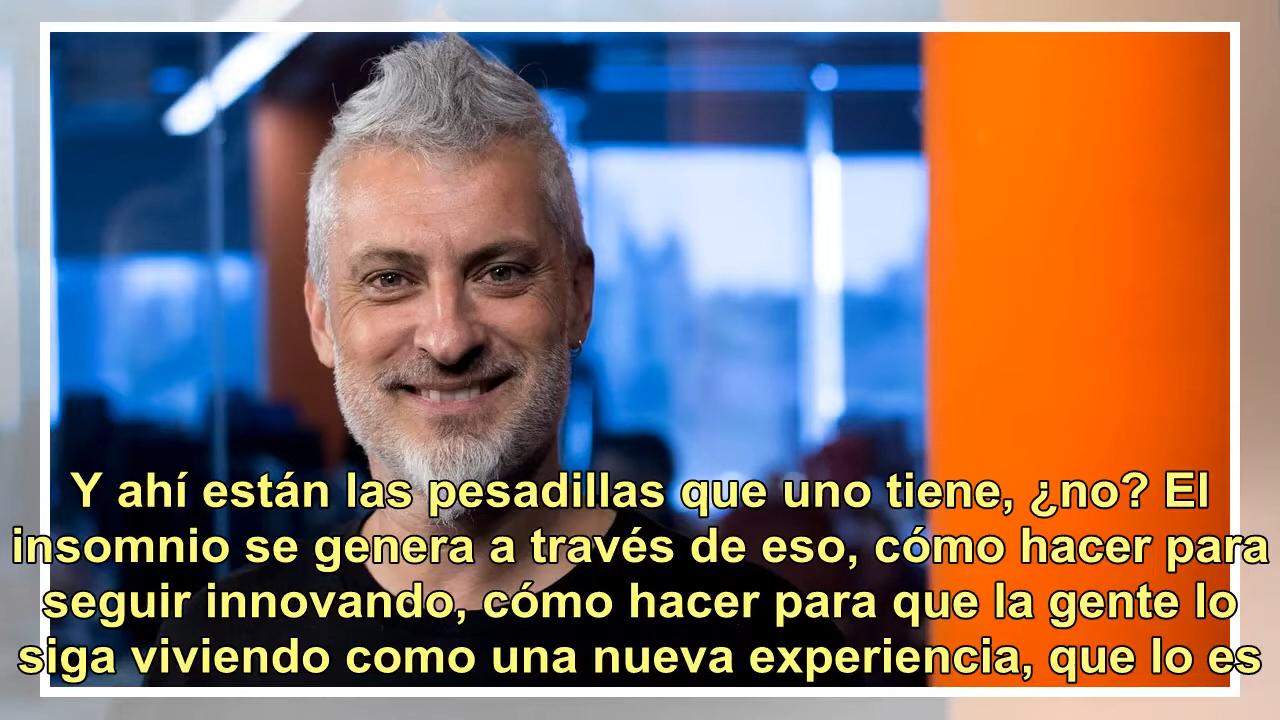 Y ahí están las pesadillas que uno tiene, ¿no? El
insomnio se genera a través de eso, cómo hacer para
seguir innovando, cómo hacer para que la gente lo
siga viviendo como una nueva experiencia, que lo es